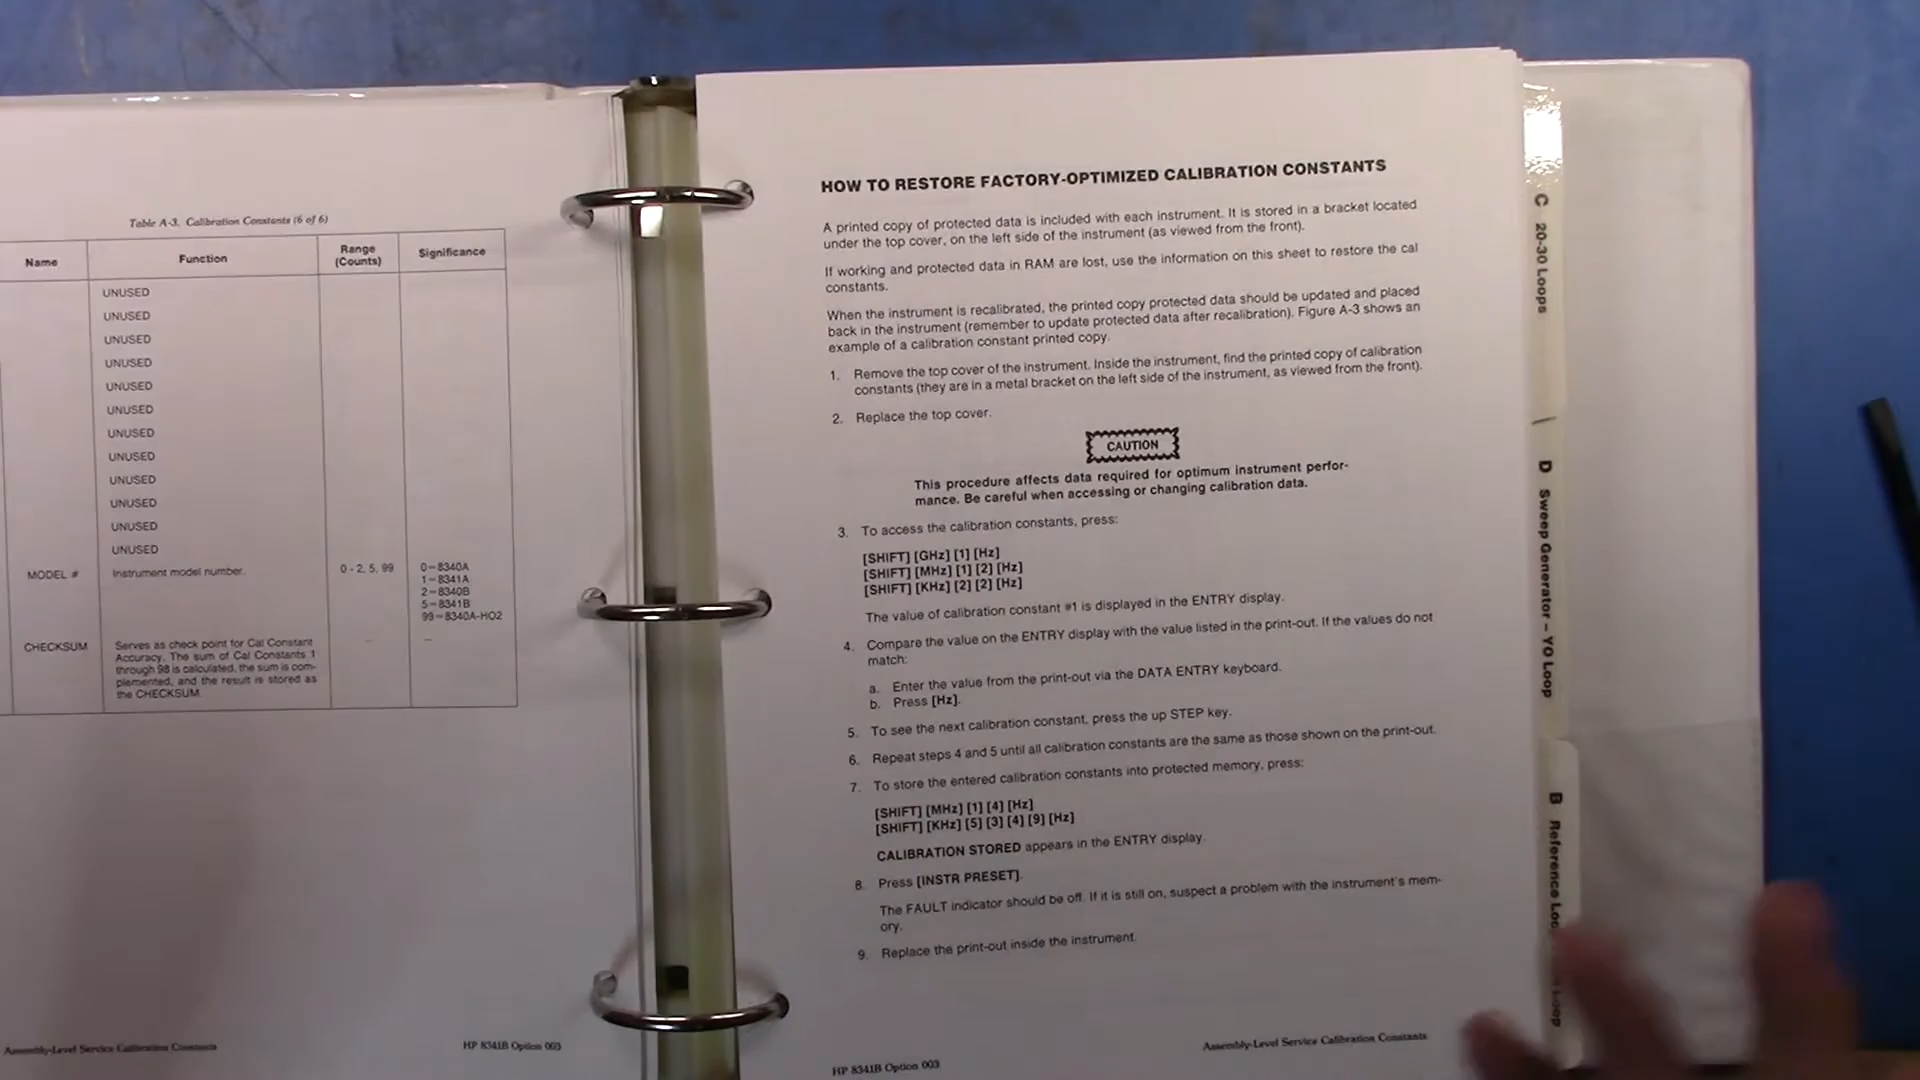 Table A-3. Calibration Constants (6 of 6)
Name
Function
Range
(Counts)
Significance
UNUSED
UNUSED
UNUSED
UNUSED
UNUSED
UNUSED
UNUSED
UNUSED
UNUSED
UNUSED
UNUSED
UNUSED
MODEL #
Instrument model number.
0 - 2, 5, 99
0=8340A
1=8341A
2=8340B
5=8341B
99=8340A-HO2
CHECKSUM
Serves as check point for Cal Constant
Accuracy. The sum of Cal Constants 1
through 98 is calculated, the sum is com-
plemented, and the result is stored as
the CHECKSUM.
–
–
Assembly-Level Service Calibration Constants
HP 8341B Option 003
HOW TO RESTORE FACTORY-OPTIMIZED CALIBRATION CONSTANTS
A printed copy of protected data is included with each instrument. It is stored in a bracket located
under the top cover, on the left side of the instrument (as viewed from the front).
If working and protected data in RAM are lost, use the information on this sheet to restore the cal
constants.
When the instrument is recalibrated, the printed copy protected data should be updated and placed
back in the instrument (remember to update protected data after recalibration). Figure A-3 shows an
example of a calibration constant printed copy.
1. Remove the top cover of the instrument. Inside the instrument, find the printed copy of calibration
constants (they are in a metal bracket on the left side of the instrument, as viewed from the front).
2. Replace the top cover.
CAUTION
This procedure affects data required for optimum instrument perfor-
mance. Be careful when accessing or changing calibration data.
3. To access the calibration constants, press:
[SHIFT] [GHz] [1] [Hz]
[SHIFT] [MHz] [1] [2] [Hz]
[SHIFT] [KHz] [2] [2] [Hz]
The value of calibration constant #1 is displayed in the ENTRY display.
4. Compare the value on the ENTRY display with the value listed in the print-out. If the values do not
match:
a. Enter the value from the print-out via the DATA ENTRY keyboard.
b. Press [Hz].
5. To see the next calibration constant, press the up STEP key.
6. Repeat steps 4 and 5 until all calibration constants are the same as those shown on the print-out.
7. To store the entered calibration constants into protected memory, press:
[SHIFT] [MHz] [1] [4] [Hz]
[SHIFT] [KHz] [5] [3] [4] [9] [Hz]
CALIBRATION STORED appears in the ENTRY display.
8. Press [INSTR PRESET].
The FAULT indicator should be off. If it is still on, suspect a problem with the instrument's mem-
ory.
9. Replace the print-out inside the instrument.
HP 8341B Option 003
Assembly-Level Service Calibration Constants
C 20-30 Loops
D Sweep Generator – YO Loop
B Reference Loo
Loop